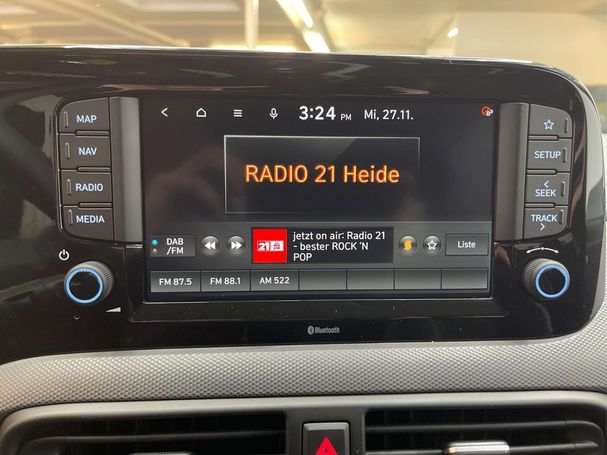 3:24 PM Mi, 27.11.
MAP
NAV
RADIO
MEDIA
SETUP
SEEK
TRACK
RADIO 21 Heide
DAB
/FM
21
jetzt on air: Radio 21
- bester ROCK 'N
POP
Liste
FM 87.5 FM 88.1 AM 522
Bluetooth